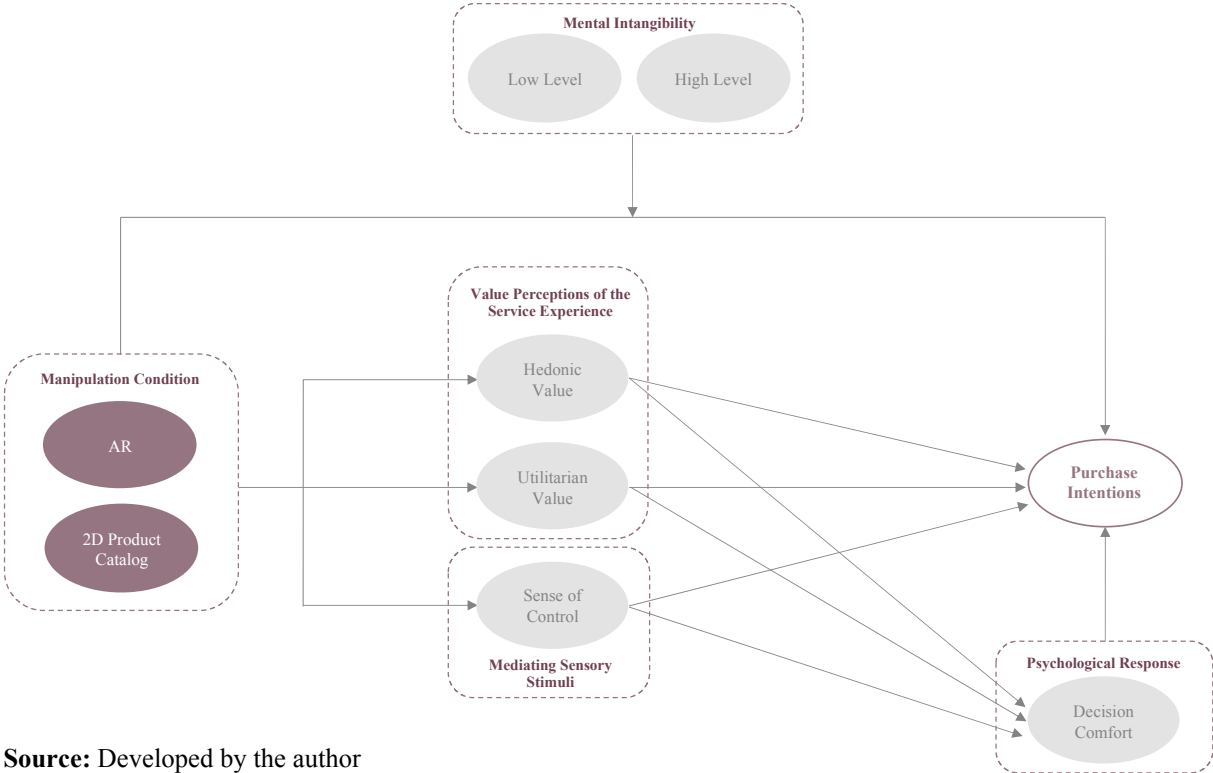 Mental Intangibility
Low Level
High Level
Value Perceptions of the
Service Experience
Manipulation Condition
Hedonic
Value
AR
Utilitarian
Value
Purchase
Intentions
2D Product
Catalog
Sense of
Control
Mediating Sensory
Stimuli
Psychological Response
Decision
Comfort
Source: Developed by the author